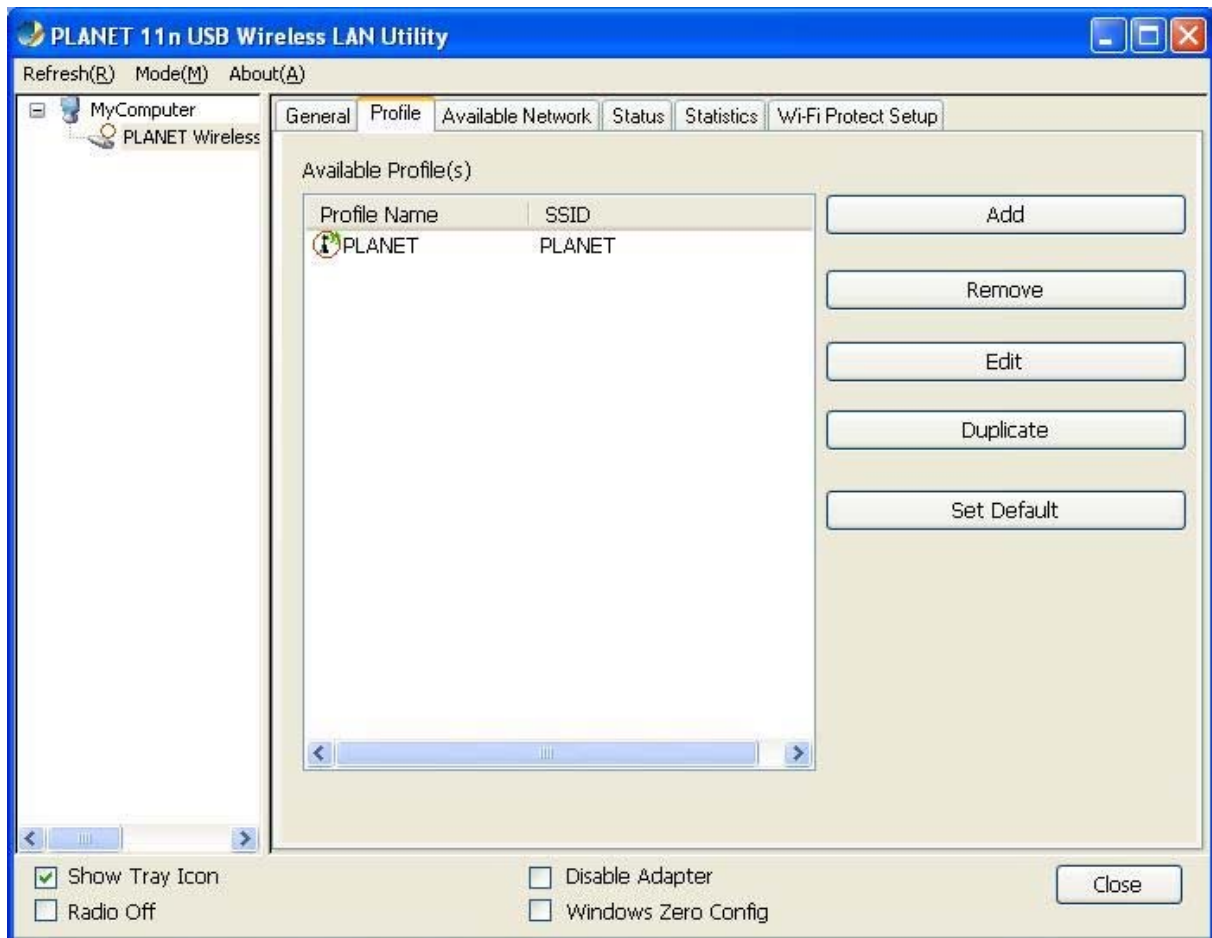 PLANET 11n USB Wireless LAN Utility
Refresh(R) Mode(M) About(A)
MyComputer
PLANET Wireless
General Profile Available Network Status Statistics Wi-Fi Protect Setup
Available Profile(s)
Profile Name SSID
PLANET PLANET
Add
Remove
Edit
Duplicate
Set Default
Show Tray Icon Disable Adapter
Radio Off Windows Zero Config
Close